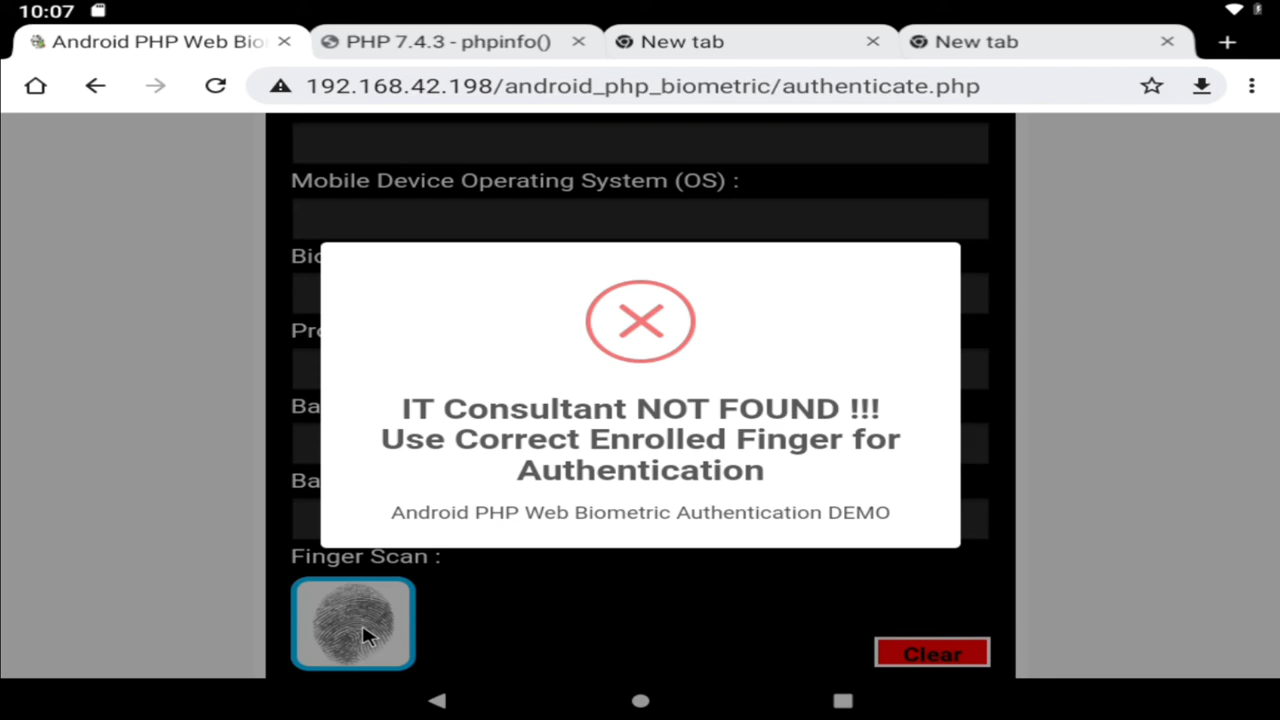 10:07
Android PHP Web Bio
PHP 7.4.3 - phpinfo()
New tab
New tab
192.168.42.198/android_php_biometric/authenticate.php
Mobile Device Operating System (OS) :
Bio
Pro
Ba
Ba
IT Consultant NOT FOUND !!!
Use Correct Enrolled Finger for
Authentication
Android PHP Web Biometric Authentication DEMO
Finger Scan :
Clear